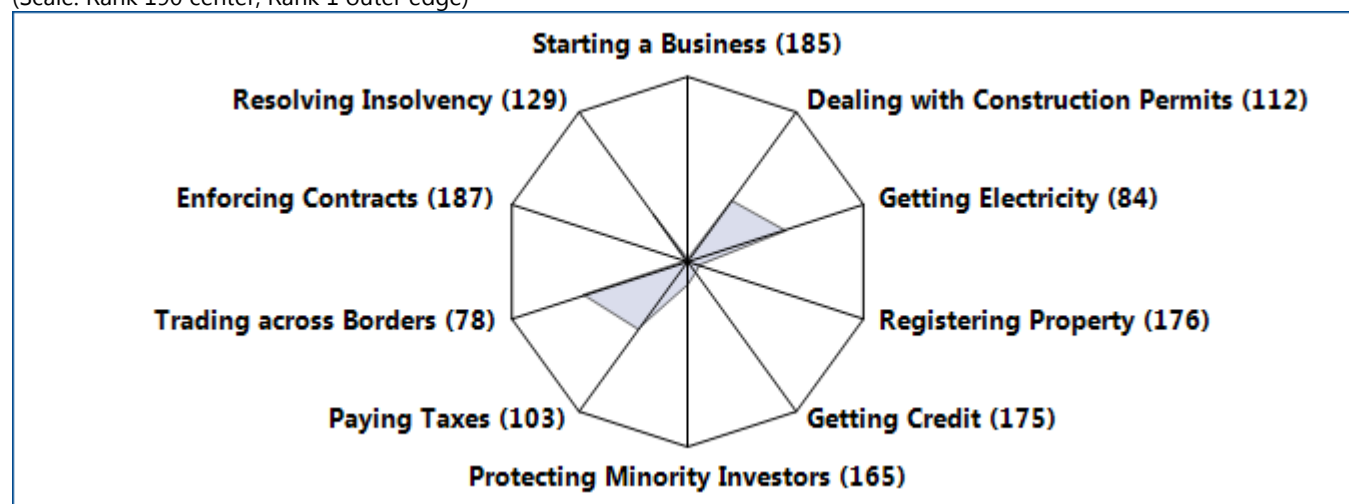 (Scale: Rank 190 center, Rank 1 outer edge)
Starting a Business (185)
Resolving Insolvency (129)
Dealing with Construction Permits (112)
Enforcing Contracts (187)
Getting Electricity (84)
Trading across Borders (78)
Registering Property (176)
Paying Taxes (103)
Getting Credit (175)
Protecting Minority Investors (165)